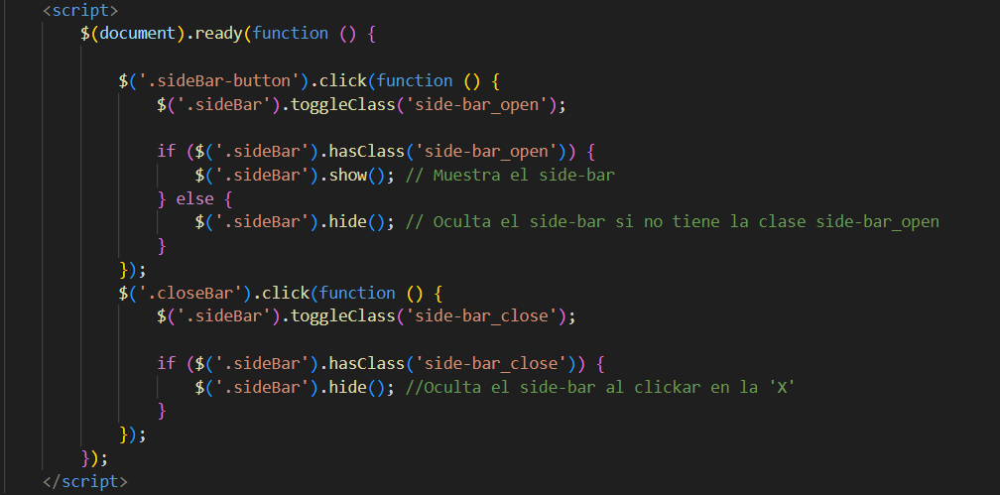 <script>
$(document).ready(function () {
$('.sideBar-button').click(function () {
$('.sideBar').toggleClass('side-bar_open');
if ($('.sideBar').hasClass('side-bar_open')) {
$('.sideBar').show(); // Muestra el side-bar
} else {
$('.sideBar').hide(); // Oculta el side-bar si no tiene la clase side-bar_open
}
});
$('.closeBar').click(function () {
$('.sideBar').toggleClass('side-bar_close');
if ($('.sideBar').hasClass('side-bar_close')) {
$('.sideBar').hide(); //Oculta el side-bar al clickar en la 'X'
}
});
});
</script>